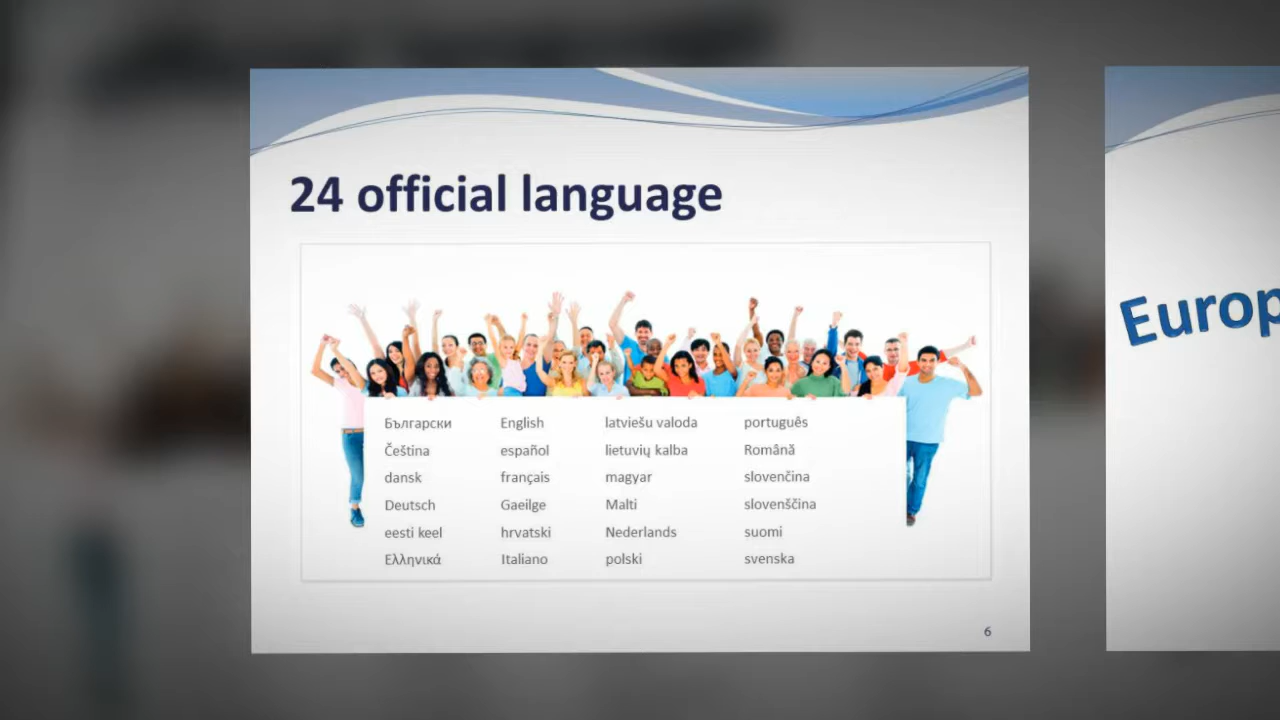 24 official language
Български English latviešu valoda português
Čeština español lietuvių kalba Română
dansk français magyar slovenčina
Deutsch Gaeilge Malti slovenščina
eesti keel hrvatski Nederlands suomi
Ελληνικά Italiano polski svenska
6
Europ